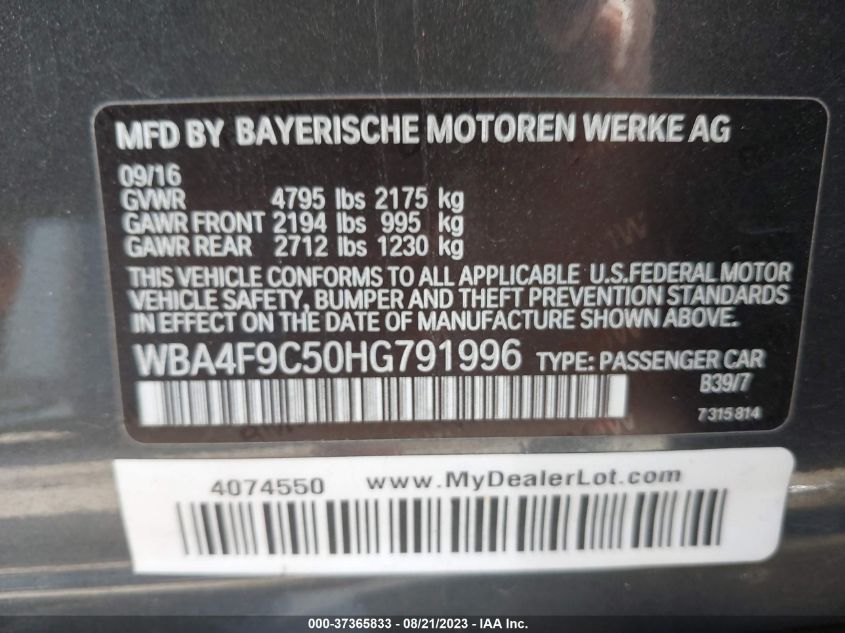 MFD BY BAYERISCHE MOTOREN WERKE AG
09/16
GVWR 4795 lbs 2175 kg
GAWR FRONT 2194 lbs 995 kg
GAWR REAR 2712 lbs 1230 kg
THIS VEHICLE CONFORMS TO ALL APPLICABLE U.S.FEDERAL MOTOR
VEHICLE SAFETY, BUMPER AND THEFT PREVENTION STANDARDS
IN EFFECT ON THE DATE OF MANUFACTURE SHOWN ABOVE.
WBA4F9C50HG791996 TYPE: PASSENGER CAR
B39/7
7 315 814
4074550 www.MyDealerLot.com
000-37365833 - 08/21/2023 - IAA Inc.